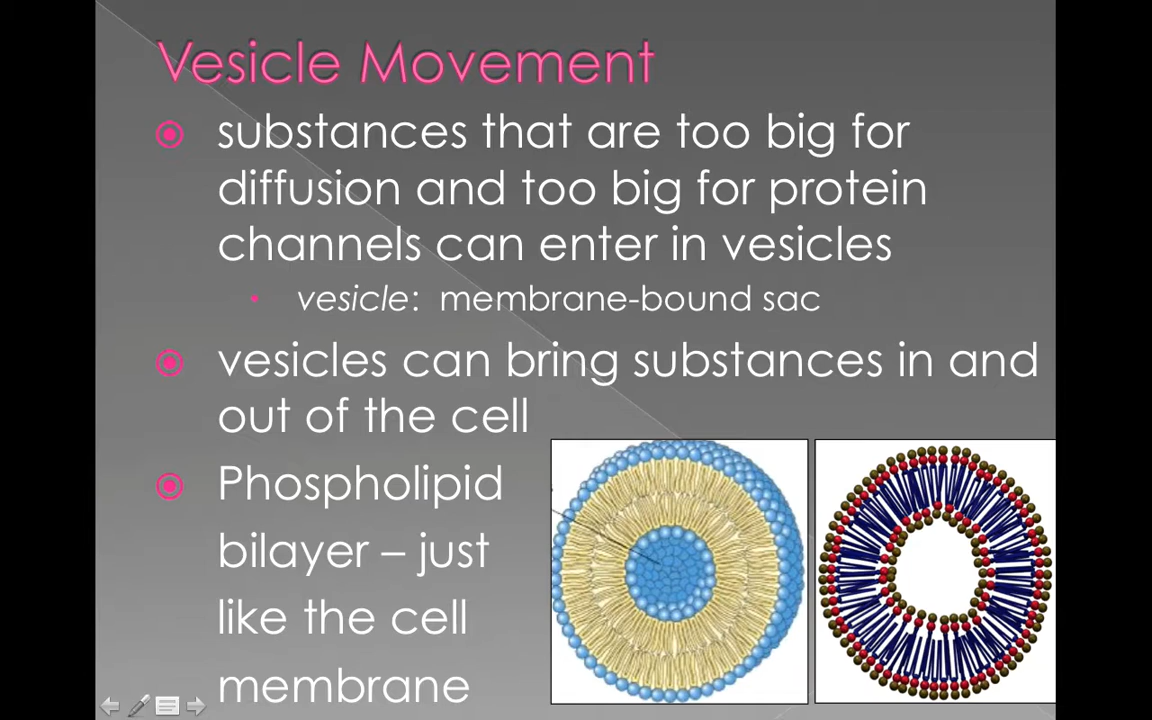 Vesicle Movement
substances that are too big for
diffusion and too big for protein
channels can enter in vesicles
vesicle: membrane-bound sac
vesicles can bring substances in and
out of the cell
Phospholipid
bilayer – just
like the cell
membrane